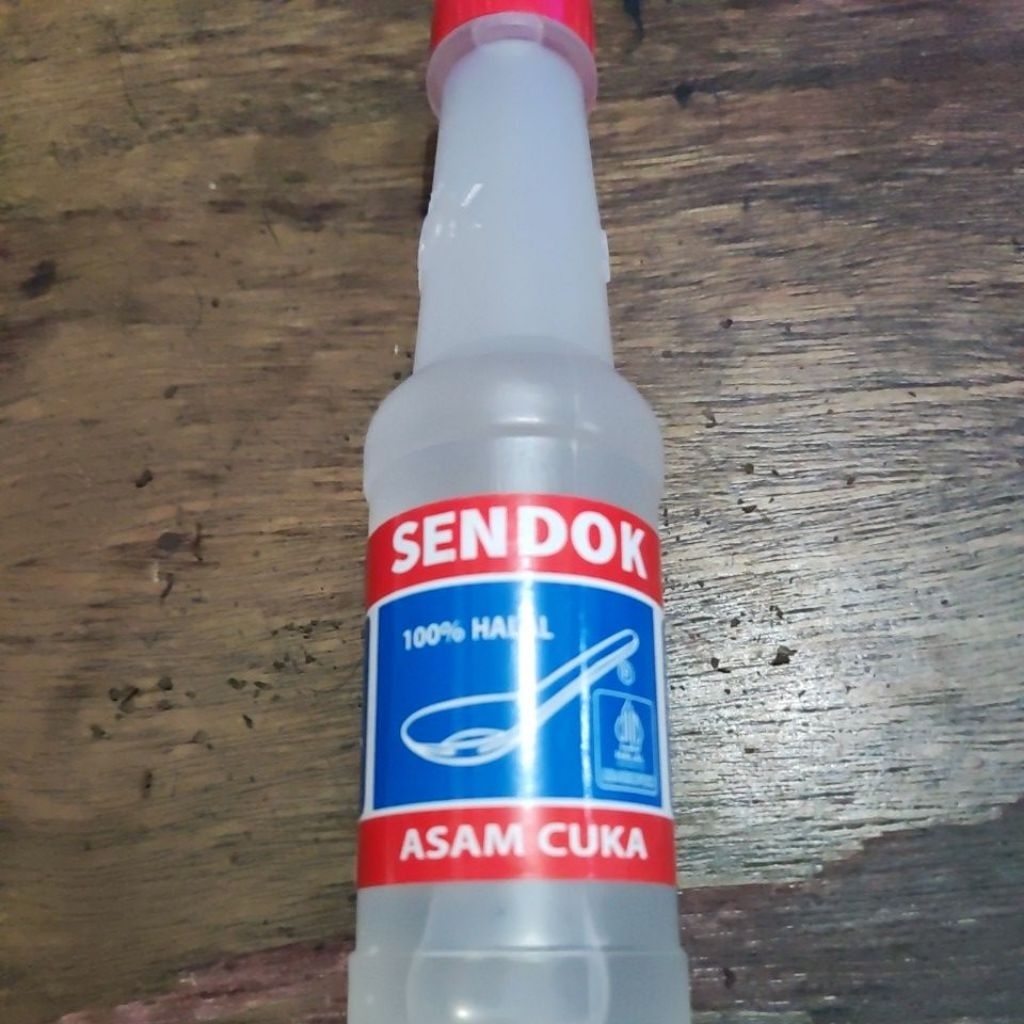 SENDOK
100% HALAL
ASAM CUKA